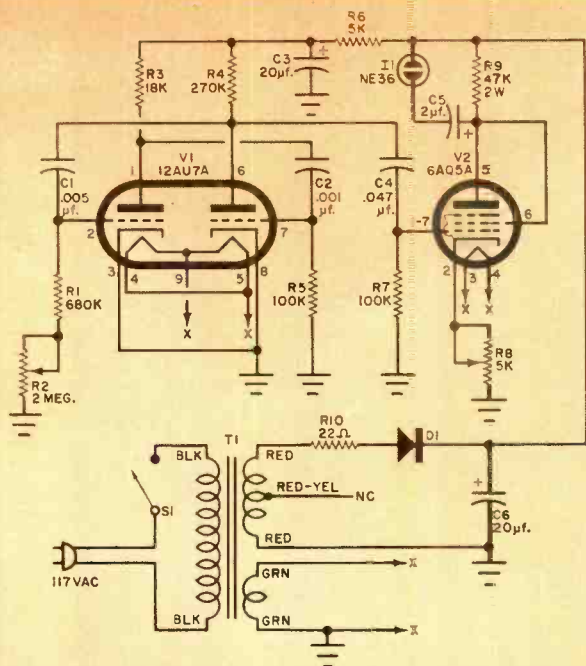 R6
5K
C3
20µf.
+
I1
NE36
R9
47K
2W
R3
18K
R4
270K
C5
2µf.
+
V1
12AU7A
V2
6AQ5A
1
6
5
C1
.005
µf.
C2
.001
µf.
C4
.047
µf.
2
7
-7
6
3
4
9
5
8
2
3
4
R1
680K
R5
100K
R7
100K
X
X
X
X
R2
2 MEG.
R8
5K
T1
R10
22Ω
D1
BLK
RED
RED-YEL
NC
+
C6
20µf.
S1
RED
GRN
X
117VAC
BLK
GRN
X